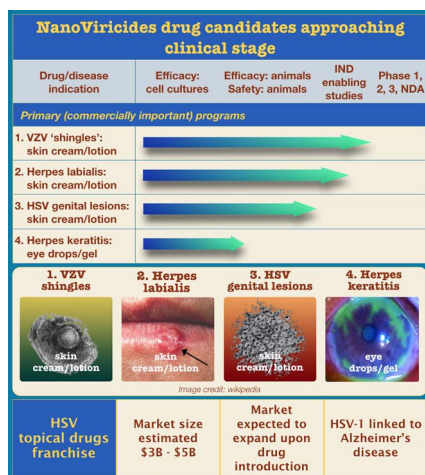 NanoViricides drug candidates approaching
clinical stage
Drug/disease
indication
Efficacy:
cell cultures
Efficacy: animals
Safety: animals
IND
enabling
studies
Phase 1,
2, 3, NDA
Primary (commercially important) programs
1. VZV ‘shingles’:
skin cream/lotion
2. Herpes labialis:
skin cream/lotion
3. HSV genital lesions:
skin cream/lotion
4. Herpes keratitis:
eye drops/gel
1. VZV
shingles
skin
cream/lotion
2. Herpes
labialis
skin
cream/lotion
3. HSV
genital lesions
skin
cream/lotion
4. Herpes
keratitis
eye
drops/gel
Image credit: wikipedia
HSV
topical drugs
franchise
Market size
estimated
$3B - $5B
Market
expected to
expand upon
drug
introduction
HSV-1 linked to
Alzheimer’s
disease